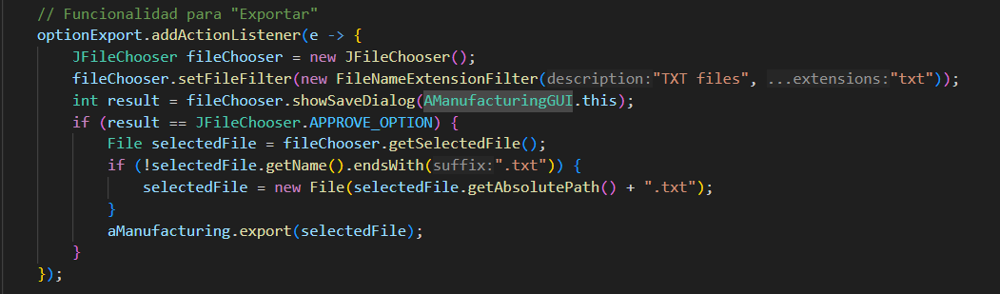 // Funcionalidad para "Exportar"
optionExport.addActionListener(e -> {
    JFileChooser fileChooser = new JFileChooser();
    fileChooser.setFileFilter(new FileNameExtensionFilter(description:"TXT files", ...extensions:"txt"));
    int result = fileChooser.showSaveDialog(AManufacturingGUI.this);
    if (result == JFileChooser.APPROVE_OPTION) {
        File selectedFile = fileChooser.getSelectedFile();
        if (!selectedFile.getName().endsWith(suffix:".txt")) {
            selectedFile = new File(selectedFile.getAbsolutePath() + ".txt");
        }
        aManufacturing.export(selectedFile);
    }
});